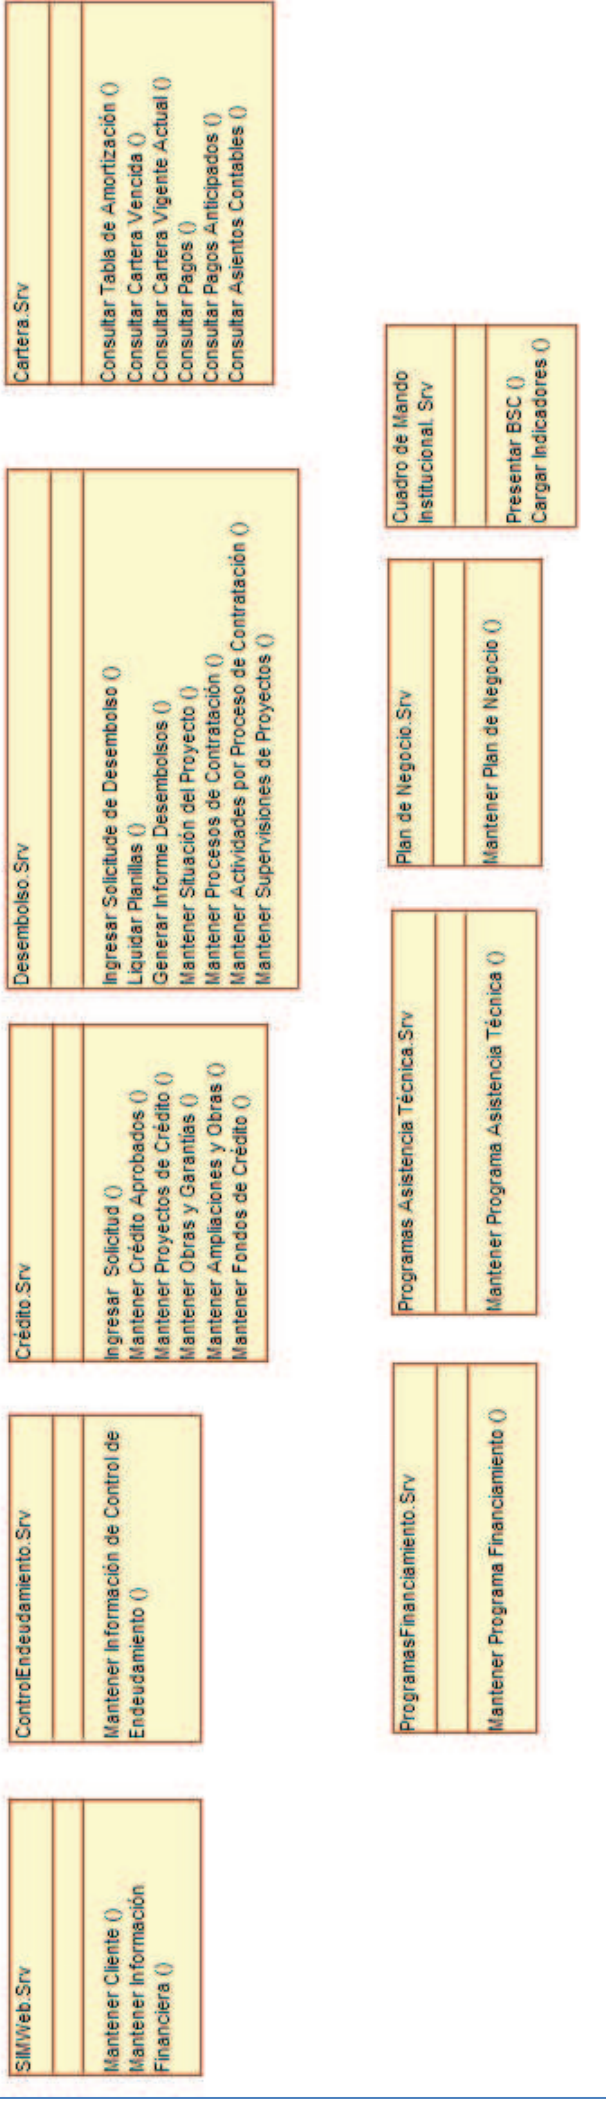 SIMWeb.Srv
Mantener Cliente ()
Mantener Información
Financiera ()
ControlEndeudamiento.Srv
Mantener Información de Control de
Endeudamiento ()
Crédito.Srv
Ingresar Solicitud ()
Mantener Crédito Aprobados ()
Mantener Proyectos de Crédito ()
Mantener Obras y Garantías ()
Mantener Ampliaciones y Obras ()
Mantener Fondos de Crédito ()
Desembolso.Srv
Ingresar Solicitude de Desembolso ()
Liquidar Planillas ()
Generar Informe Desembolsos ()
Mantener Situación del Proyecto ()
Mantener Procesos de Contratación ()
Mantener Actividades por Proceso de Contratación ()
Mantener Supervisiones de Proyectos ()
Cartera.Srv
Consultar Tabla de Amortización ()
Consultar Cartera Vencida ()
Consultar Cartera Vigente Actual ()
Consultar Pagos ()
Consultar Pagos Anticipados ()
Consultar Asientos Contables ()
ProgramasFinanciamiento.Srv
Mantener Programa Financiamiento ()
Programas Asistencia Técnica.Srv
Mantener Programa Asistencia Técnica ()
Plan de Negocio.Srv
Mantener Plan de Negocio ()
Cuadro de Mando
Institucional. Srv
Presentar BSC ()
Cargar Indicadores ()